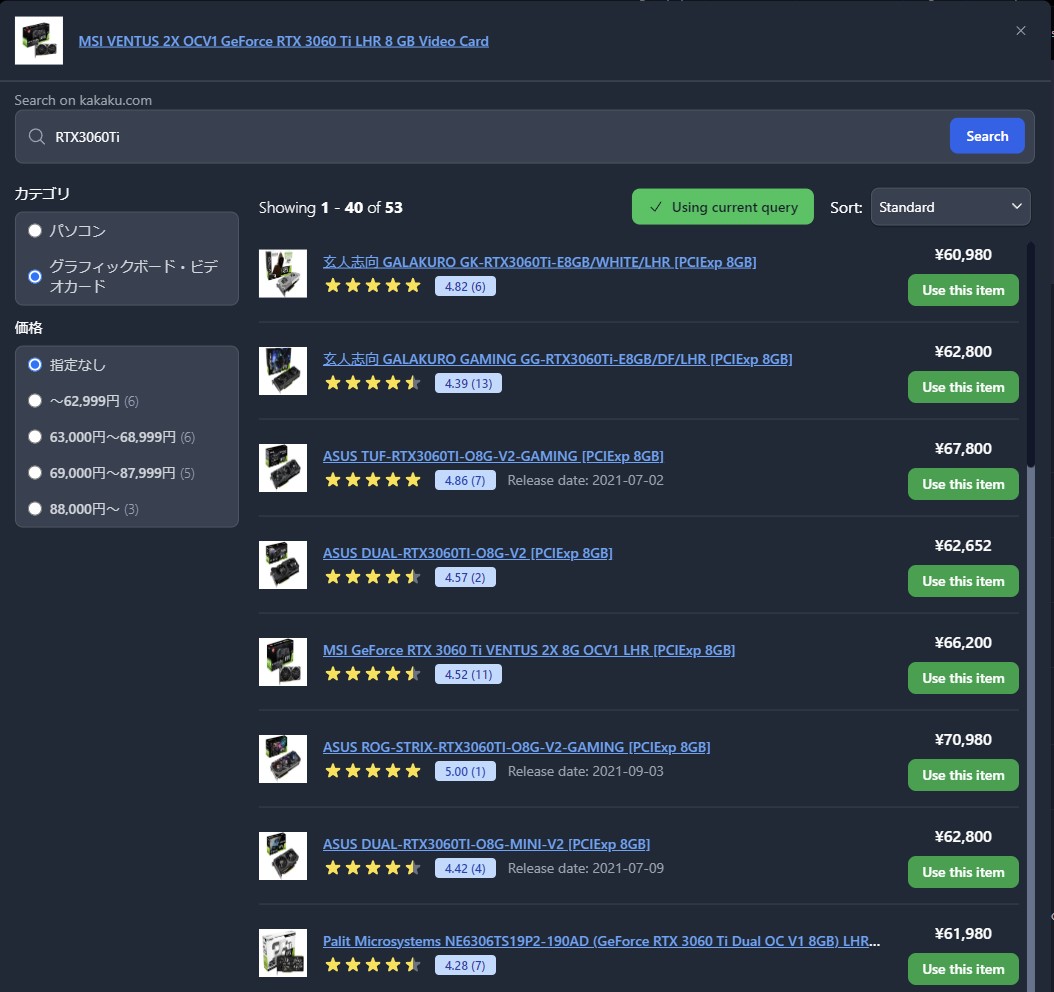 MSI VENTUS 2X OCV1 GeForce RTX 3060 Ti LHR 8 GB Video Card
Search on kakaku.com
RTX3060Ti
Search
カテゴリ
パソコン
グラフィックボード・ビデ
オカード
価格
指定なし
～62,999円 (6)
63,000円～68,999円 (6)
69,000円～87,999円 (5)
88,000円～ (3)
Showing 1 - 40 of 53
Using current query
Sort:
Standard
玄人志向 GALAKURO GK-RTX3060Ti-E8GB/WHITE/LHR [PCIExp 8GB]
4.82 (6)
¥60,980
Use this item
玄人志向 GALAKURO GAMING GG-RTX3060Ti-E8GB/DF/LHR [PCIExp 8GB]
4.39 (13)
¥62,800
Use this item
ASUS TUF-RTX3060TI-O8G-V2-GAMING [PCIExp 8GB]
4.86 (7)
Release date: 2021-07-02
¥67,800
Use this item
ASUS DUAL-RTX3060TI-O8G-V2 [PCIExp 8GB]
4.57 (2)
¥62,652
Use this item
MSI GeForce RTX 3060 Ti VENTUS 2X 8G OCV1 LHR [PCIExp 8GB]
4.52 (11)
¥66,200
Use this item
ASUS ROG-STRIX-RTX3060TI-O8G-V2-GAMING [PCIExp 8GB]
5.00 (1)
Release date: 2021-09-03
¥70,980
Use this item
ASUS DUAL-RTX3060TI-O8G-MINI-V2 [PCIExp 8GB]
4.42 (4)
Release date: 2021-07-09
¥62,800
Use this item
Palit Microsystems NE6306TS19P2-190AD (GeForce RTX 3060 Ti Dual OC V1 8GB) LHR...
4.28 (7)
¥61,980
Use this item